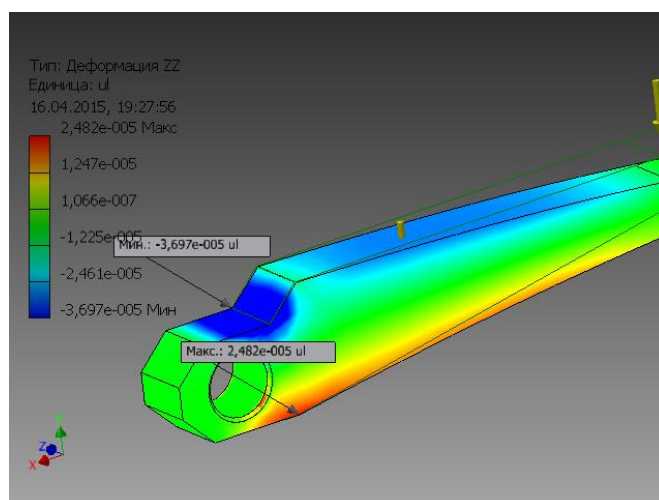 Тип: Деформация ZZ
Единица: ul
16.04.2015, 19:27:56
2,482e-005 Макс
1,247e-005
1,066e-007
-1,225e-005
Мин.: -3,697e-005 ul
-2,461e-005
-3,697e-005 Мин
Макс.: 2,482e-005 ul
Z
X